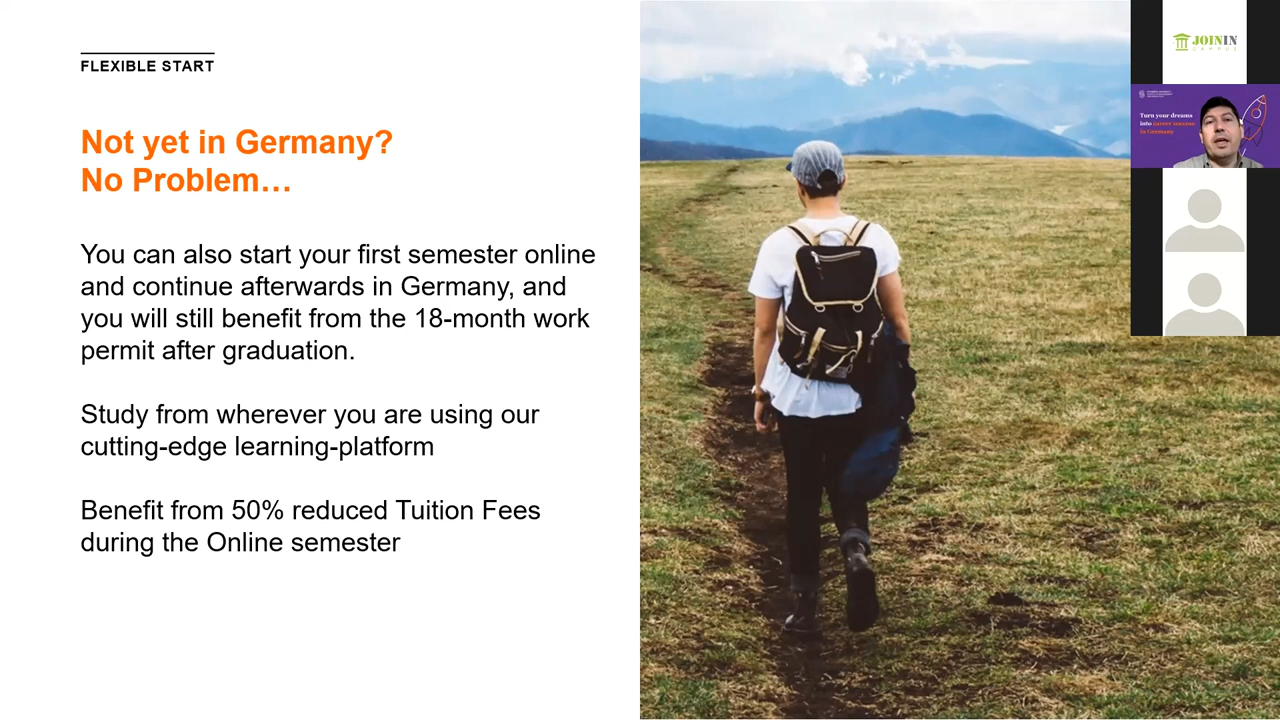 FLEXIBLE START
Not yet in Germany?
No Problem…
You can also start your first semester online
and continue afterwards in Germany, and
you will still benefit from the 18-month work
permit after graduation.
Study from wherever you are using our
cutting-edge learning-platform
Benefit from 50% reduced Tuition Fees
during the Online semester
JOININ
CAMPUS
Turn your dreams
into career success
in Germany